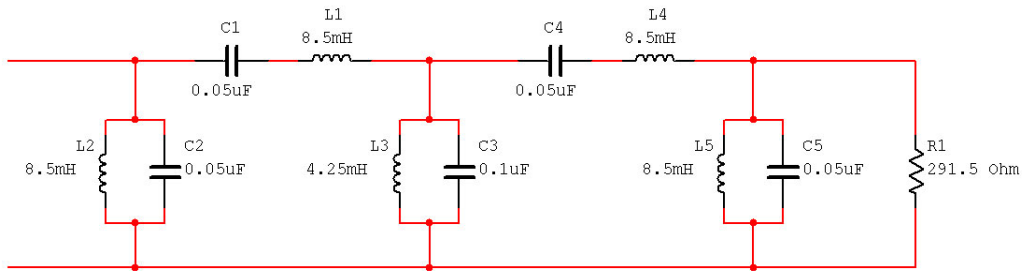 C1
L1
8.5mH
0.05uF
C4
L4
8.5mH
0.05uF
L2
8.5mH
C2
0.05uF
L3
4.25mH
C3
0.1uF
L5
8.5mH
C5
0.05uF
R1
291.5 Ohm